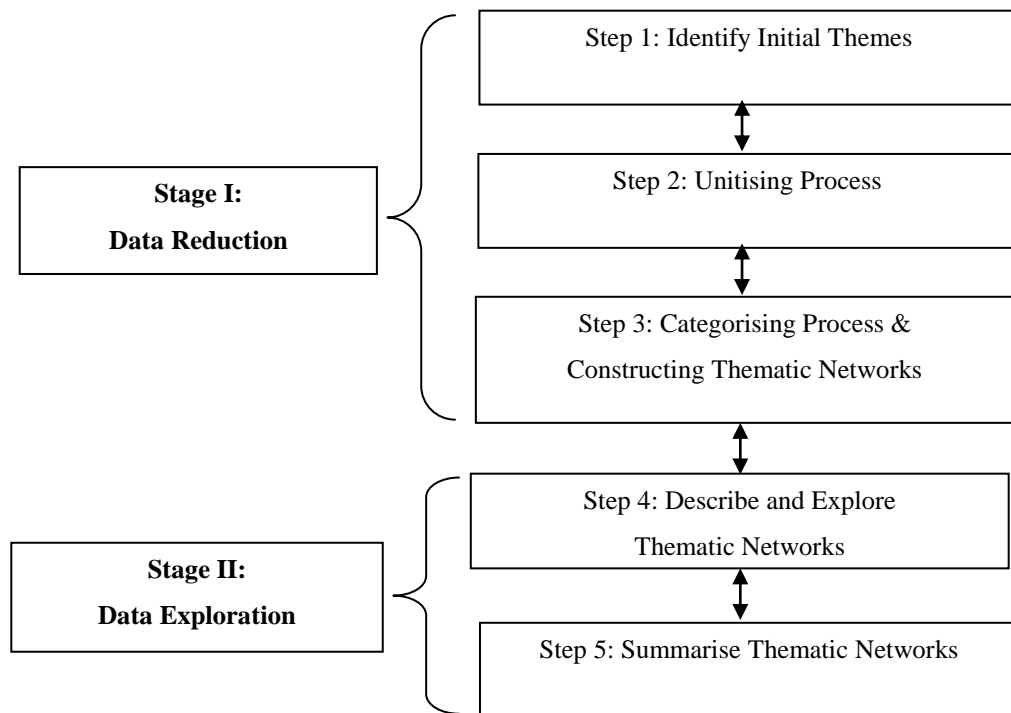 Step 1: Identify Initial Themes
Step 2: Unitising Process
Stage I:
Data Reduction
Step 3: Categorising Process &
Constructing Thematic Networks
Step 4: Describe and Explore
Thematic Networks
Stage II:
Data Exploration
Step 5: Summarise Thematic Networks